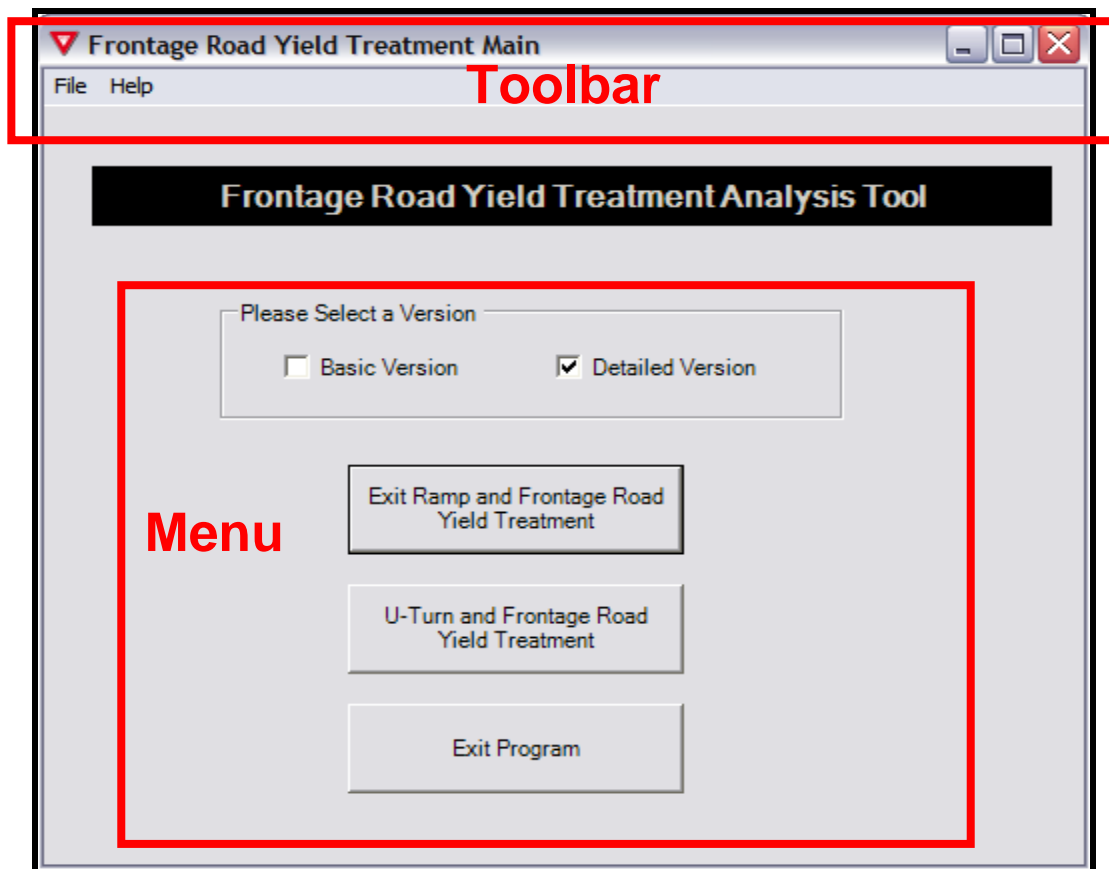 Frontage Road Yield Treatment Main
File Help
Toolbar
Frontage Road Yield Treatment Analysis Tool
Please Select a Version
Basic Version Detailed Version
Exit Ramp and Frontage Road
Yield Treatment
Menu
U-Turn and Frontage Road
Yield Treatment
Exit Program